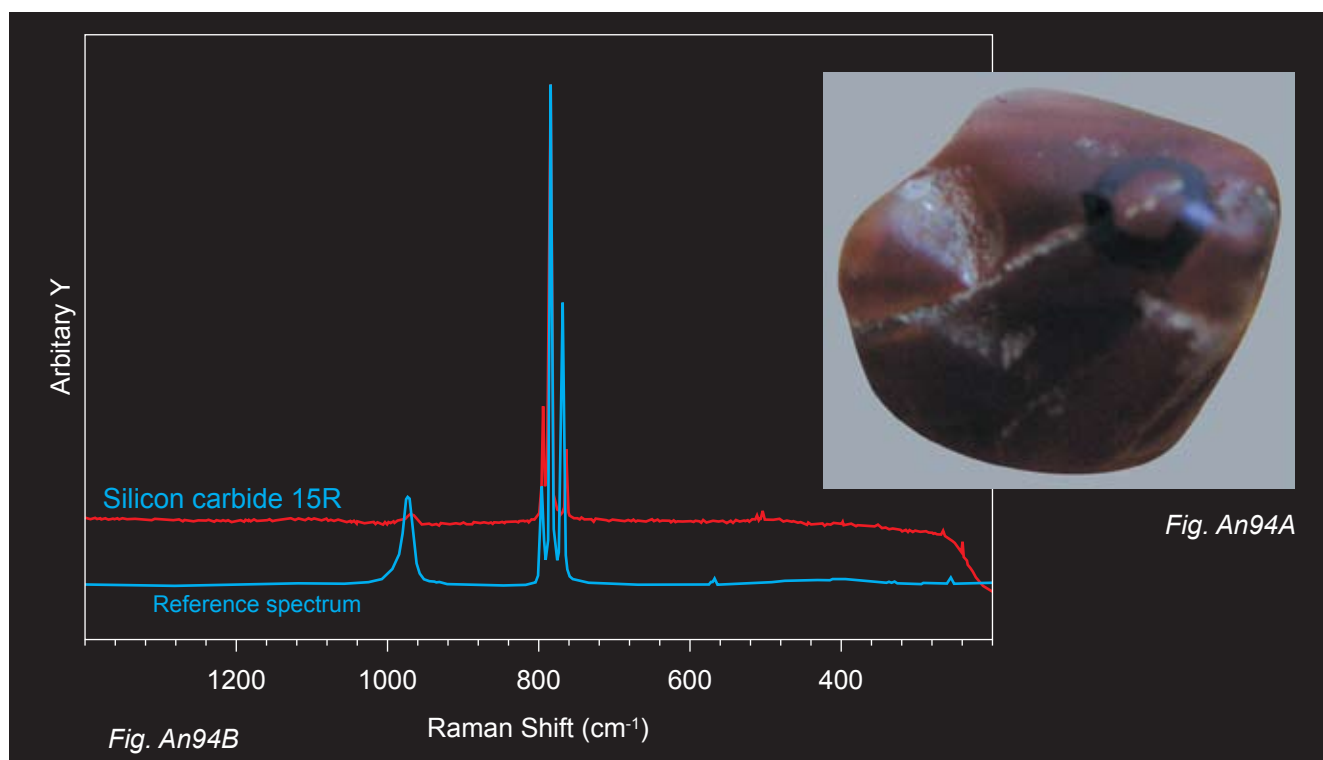 Arbitary Y
Silicon carbide 15R
Reference spectrum
Fig. An94A
1200 1000 800 600 400
Raman Shift (cm-1)
Fig. An94B